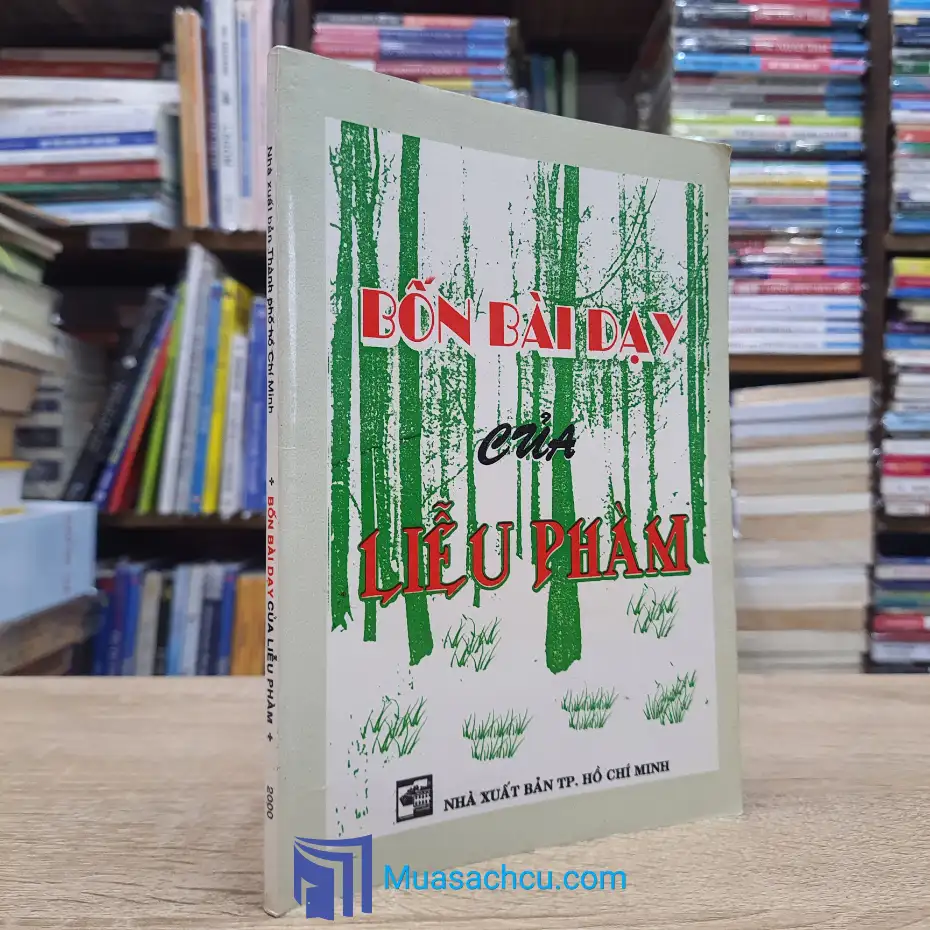 BỐN BÀI DẠY
CỦA
LIỄU PHÀM
NHÀ XUẤT BẢN TP. HỒ CHÍ MINH
Nhà xuất bản Thành phố Hồ Chí Minh + BỐN BÀI DẠY CỦA LIỄU PHÀM + 2000
Muasachcu.com